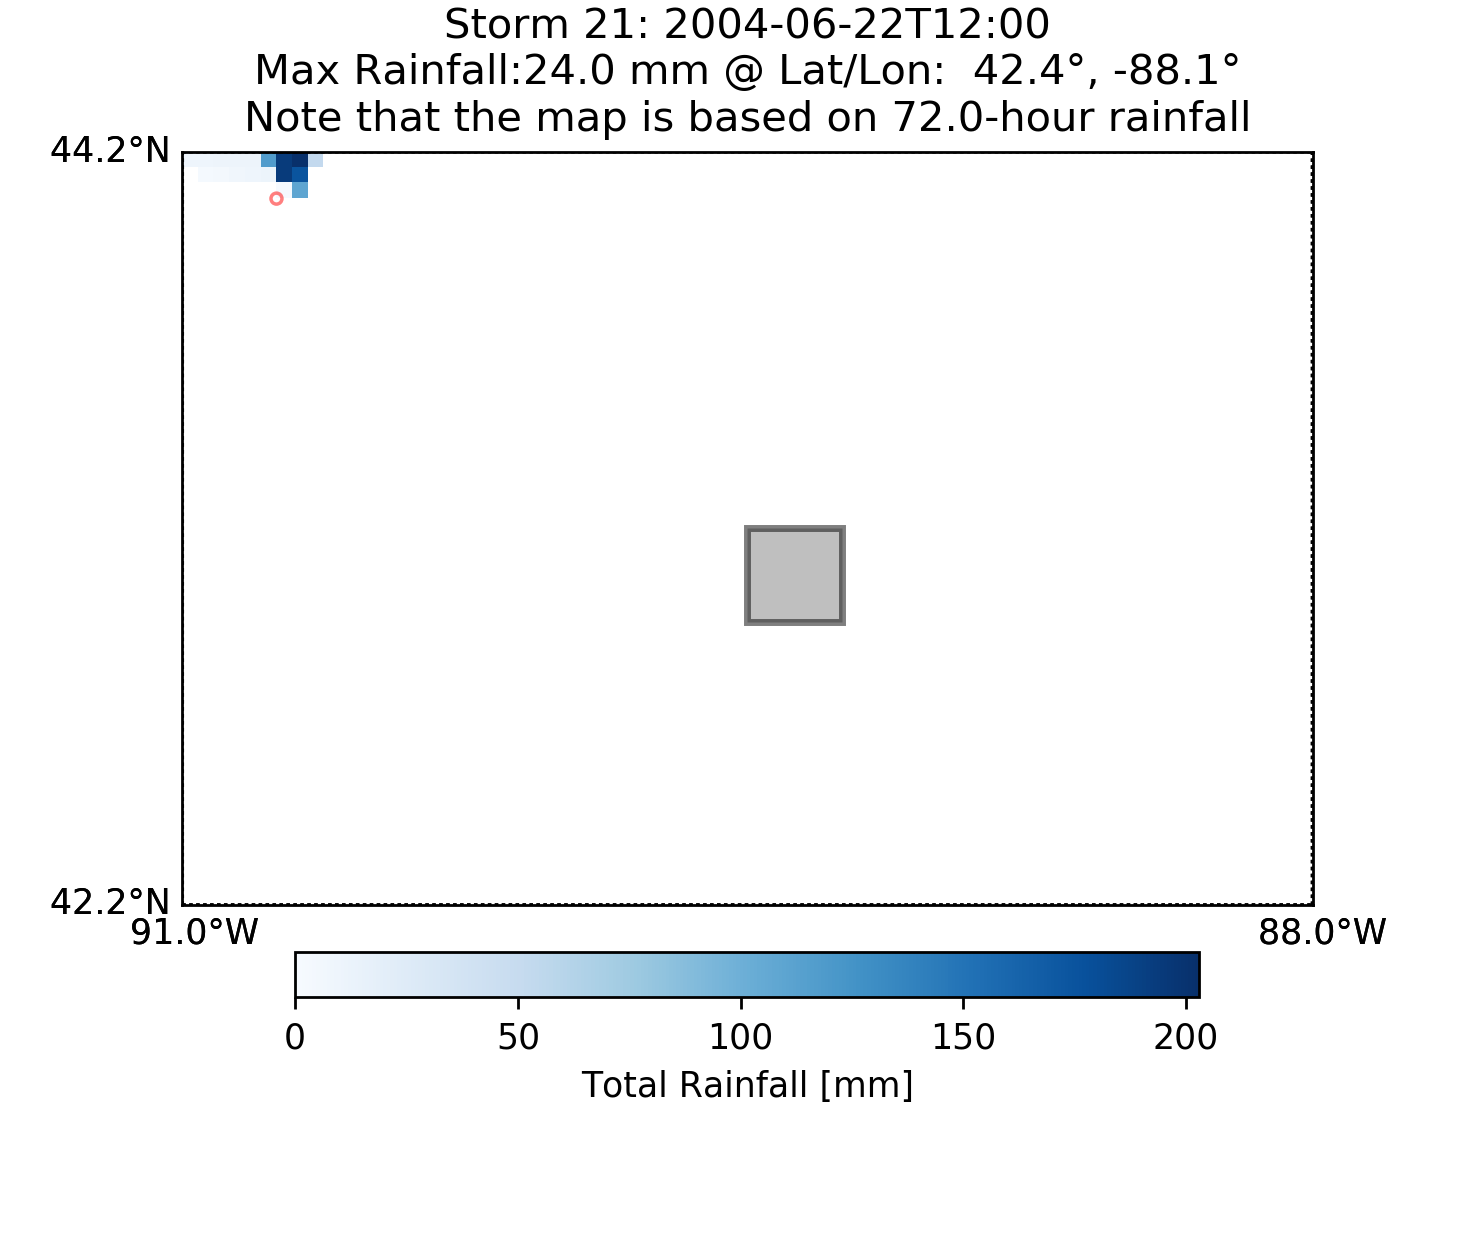 Storm 21: 2004-06-22T12:00
Max Rainfall:24.0 mm @ Lat/Lon:  42.4°, -88.1°
Note that the map is based on 72.0-hour rainfall
44.2°N
42.2°N
91.0°W 88.0°W
0 50 100 150 200
Total Rainfall [mm]